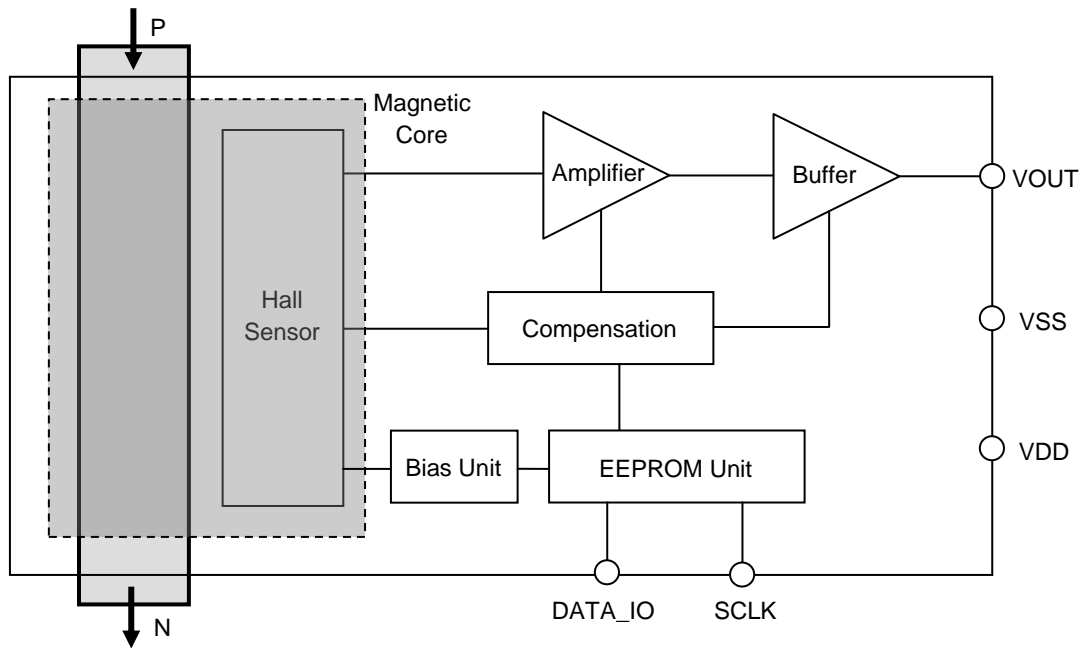 P
Magnetic
Core
Amplifier
Buffer
VOUT
Hall
Sensor
Compensation
VSS
Bias Unit
EEPROM Unit
VDD
DATA_IO
SCLK
N